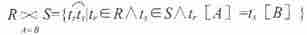 R ⋈ S={t_r⌒t_s|t_r∈R∧t_s∈S∧t_r [A] =t_s [B] }
A=B